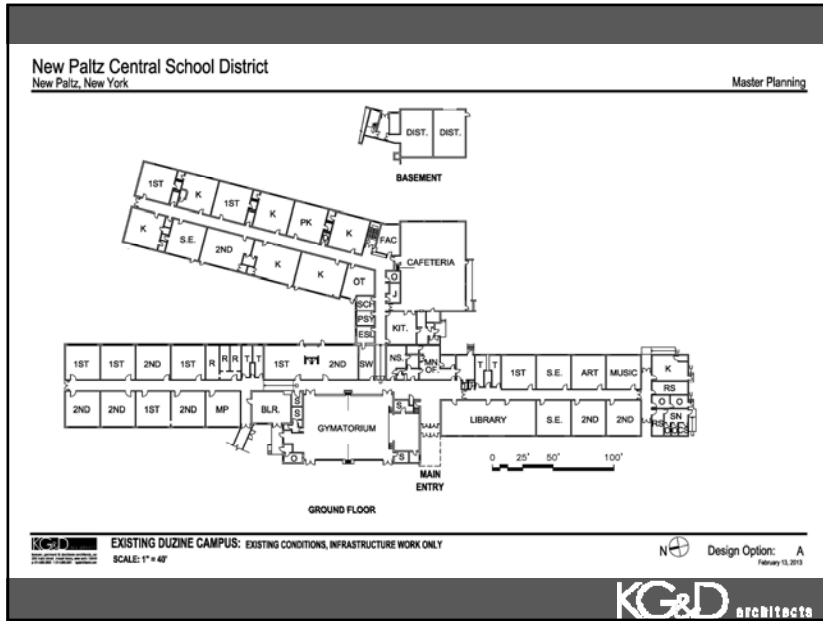 New Paltz Central School District
New Paltz, New York
Master Planning
DIST. DIST.
BASEMENT
1ST K 1ST K PK K FAC
CAFETERIA
K S.E. 2ND K K OT
O
J
SCH
PSY
ESL
KIT.
1ST 1ST 2ND 1ST R R R T T 1ST 2ND SW NS. MN OF. T T 1ST S.E. ART MUSIC K
RS
O O
2ND 2ND 1ST 2ND MP BLR. S S GYMATORIUM S LIBRARY S.E. 2ND 2ND RS SN
CS
O S
MAIN
ENTRY
0 25' 50' 100'
GROUND FLOOR
KG&D
EXISTING DUZINE CAMPUS: EXISTING CONDITIONS, INFRASTRUCTURE WORK ONLY
SCALE: 1" = 40'
N
Design Option: A
February 13, 2013
KG&D architects